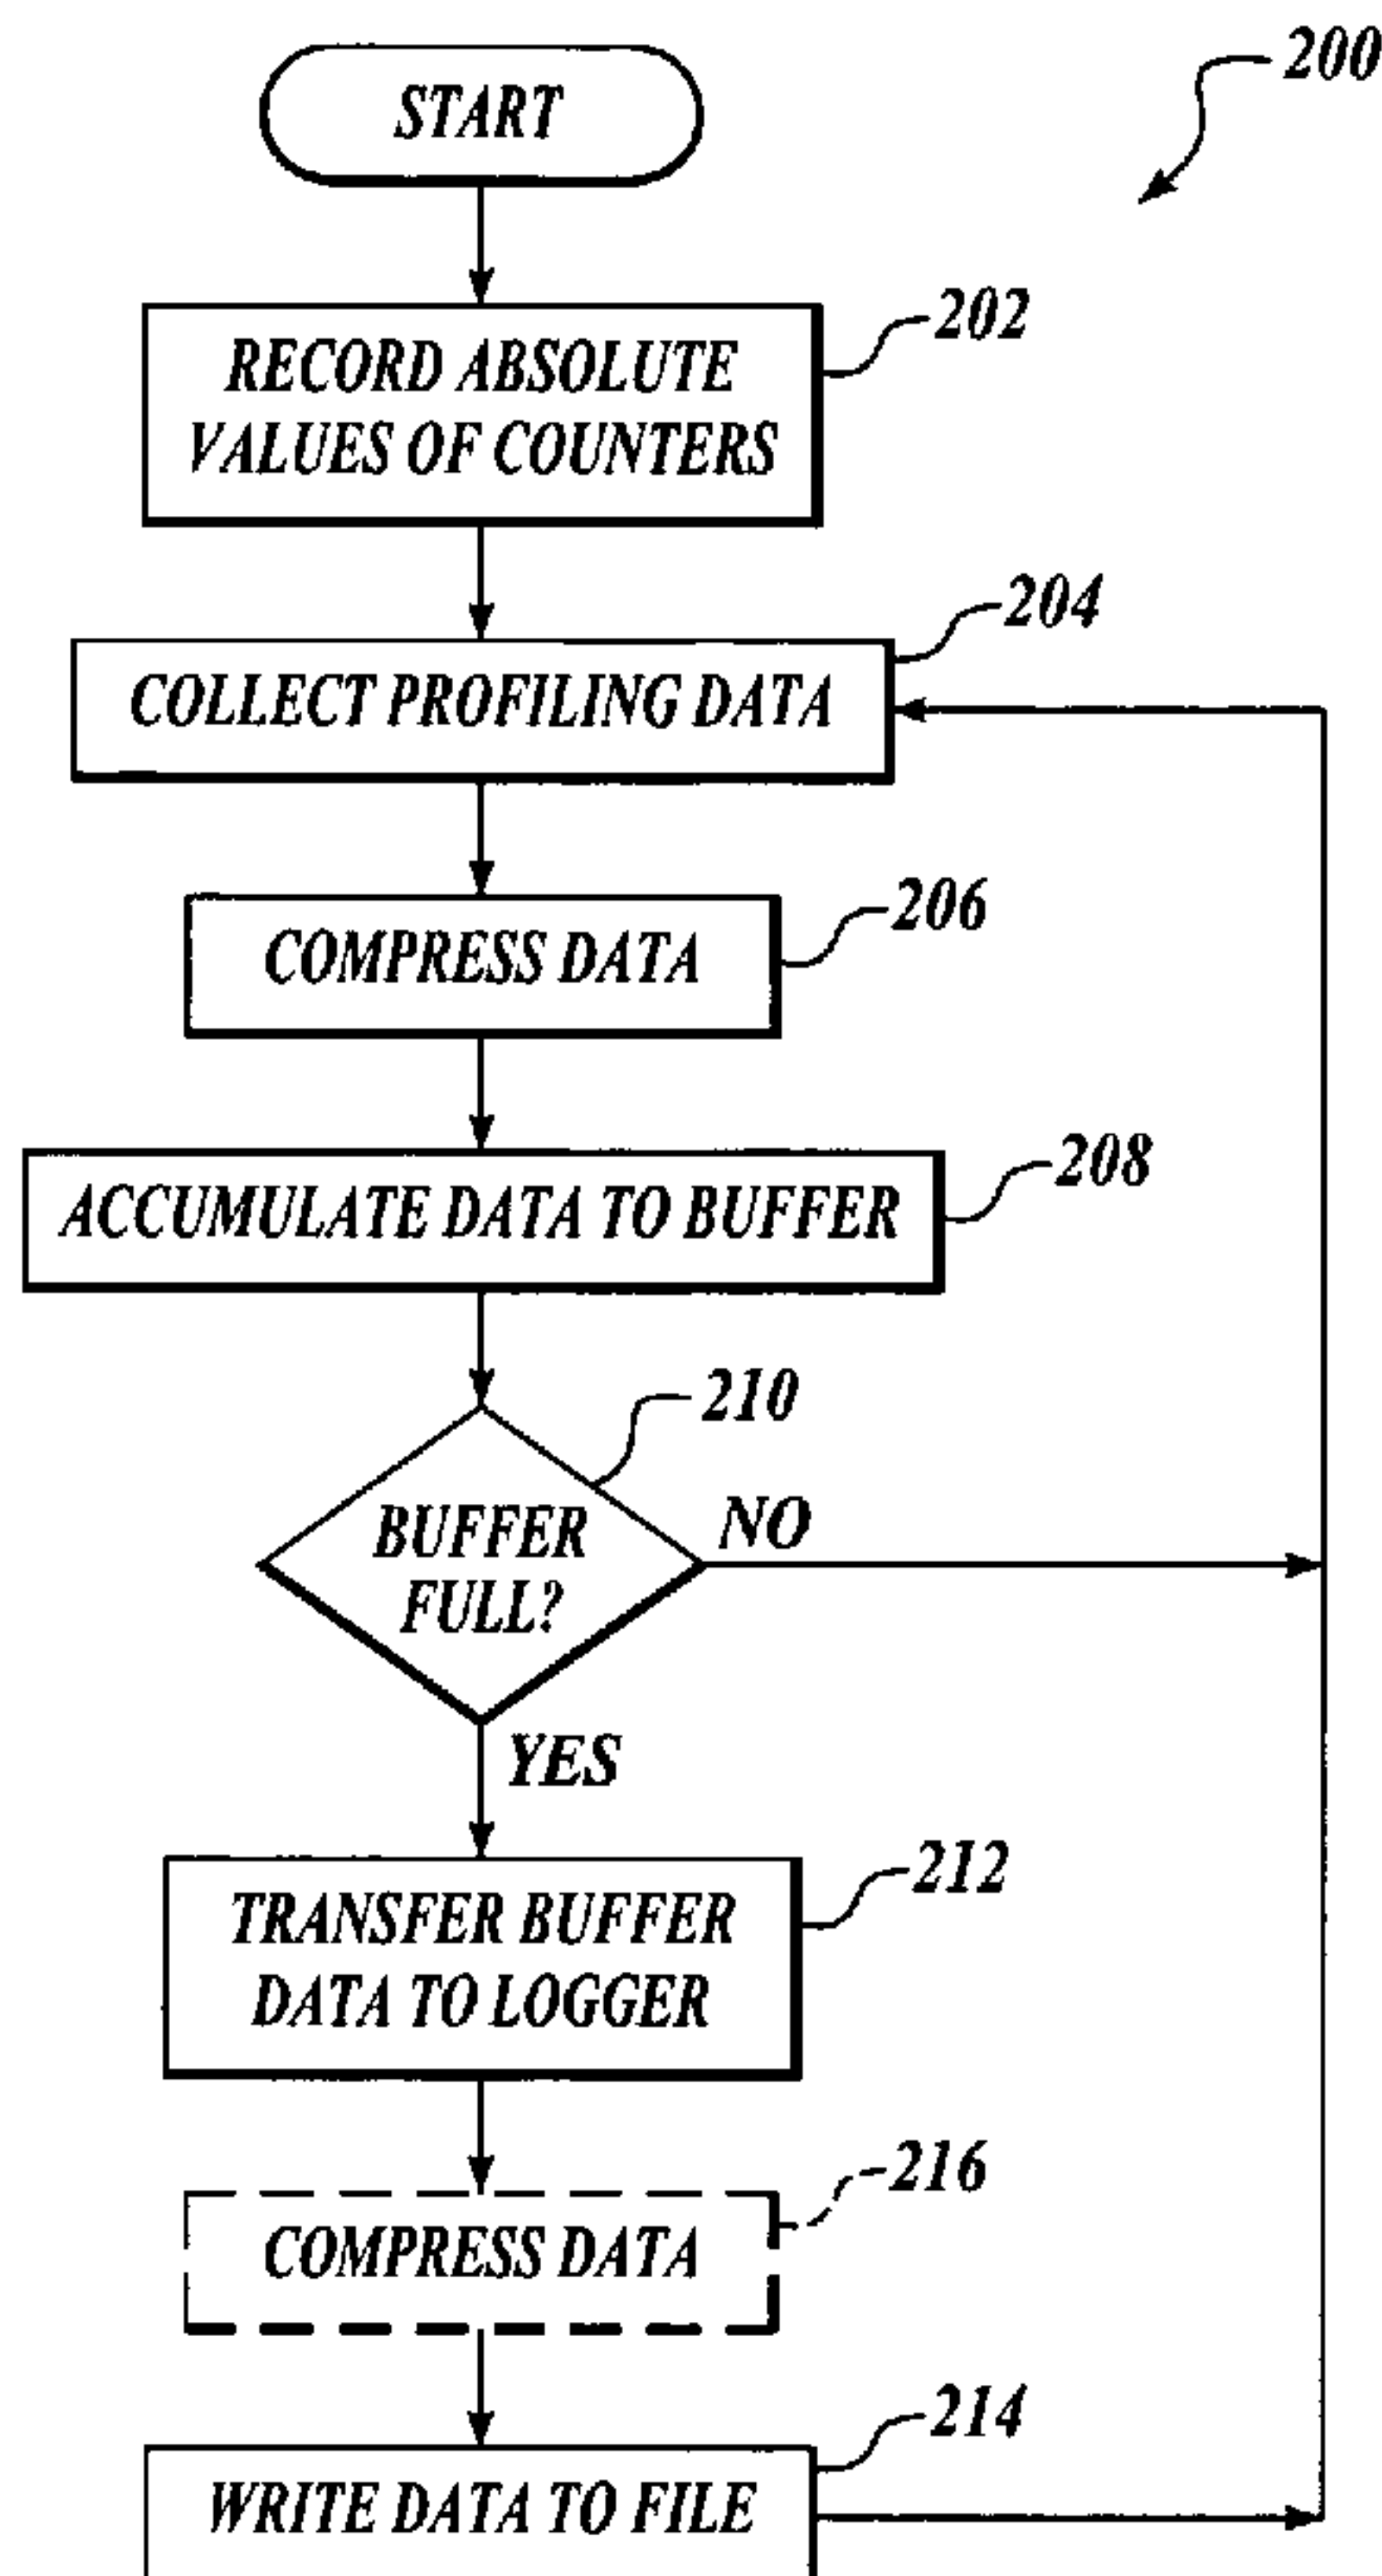 200
START
202
RECORD ABSOLUTE
VALUES OF COUNTERS
204
COLLECT PROFILING DATA
206
COMPRESS DATA
208
ACCUMULATE DATA TO BUFFER
210
BUFFER
FULL?
NO
YES
212
TRANSFER BUFFER
DATA TO LOGGER
216
COMPRESS DATA
214
WRITE DATA TO FILE